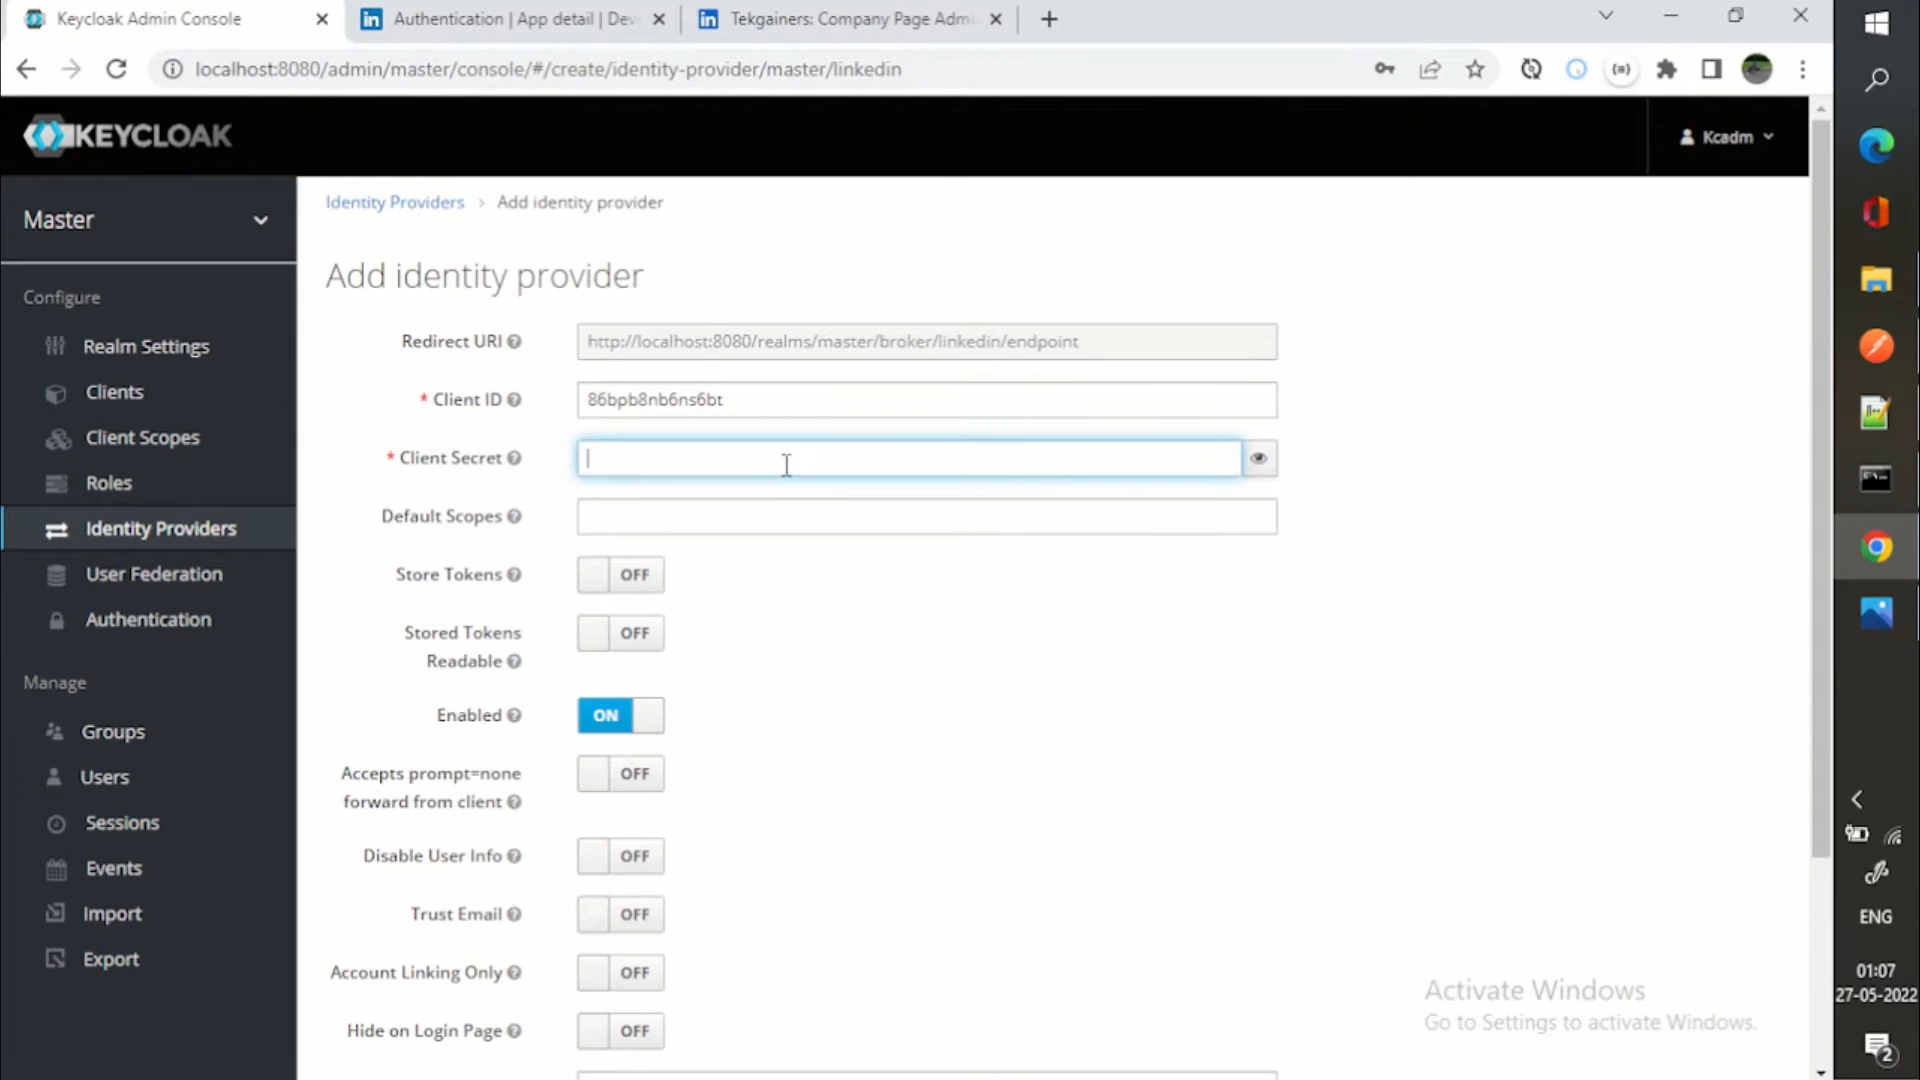 Keycloak Admin Console
Authentication | App detail | Dev
Tekgainers: Company Page Admi
localhost:8080/admin/master/console/#/create/identity-provider/master/linkedin
KEYCLOAK
Kcadm
Master
Identity Providers > Add identity provider
Add identity provider
Configure
Realm Settings
Clients
Client Scopes
Roles
Identity Providers
User Federation
Authentication
Manage
Groups
Users
Sessions
Events
Import
Export
Redirect URI
http://localhost:8080/realms/master/broker/linkedin/endpoint
* Client ID
86bpb8nb6ns6bt
* Client Secret
Default Scopes
Store Tokens
OFF
Stored Tokens
Readable
OFF
Enabled
ON
Accepts prompt=none
forward from client
OFF
Disable User Info
OFF
Trust Email
OFF
Account Linking Only
OFF
Hide on Login Page
OFF
Activate Windows
Go to Settings to activate Windows.
ENG
01:07
27-05-2022
2